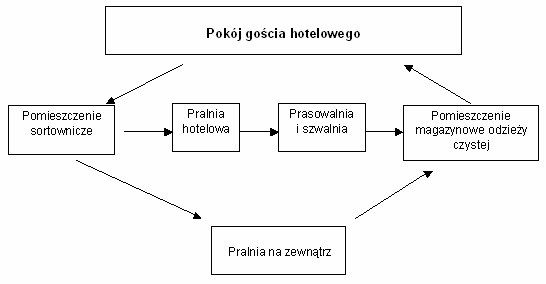 Pokój gościa hotelowego
Pomieszczenie
sortownicze
Pralnia
hotelowa
Prasowalnia
i szwalnia
Pomieszczenie
magazynowe odzieży
czystej
Pralnia na zewnątrz